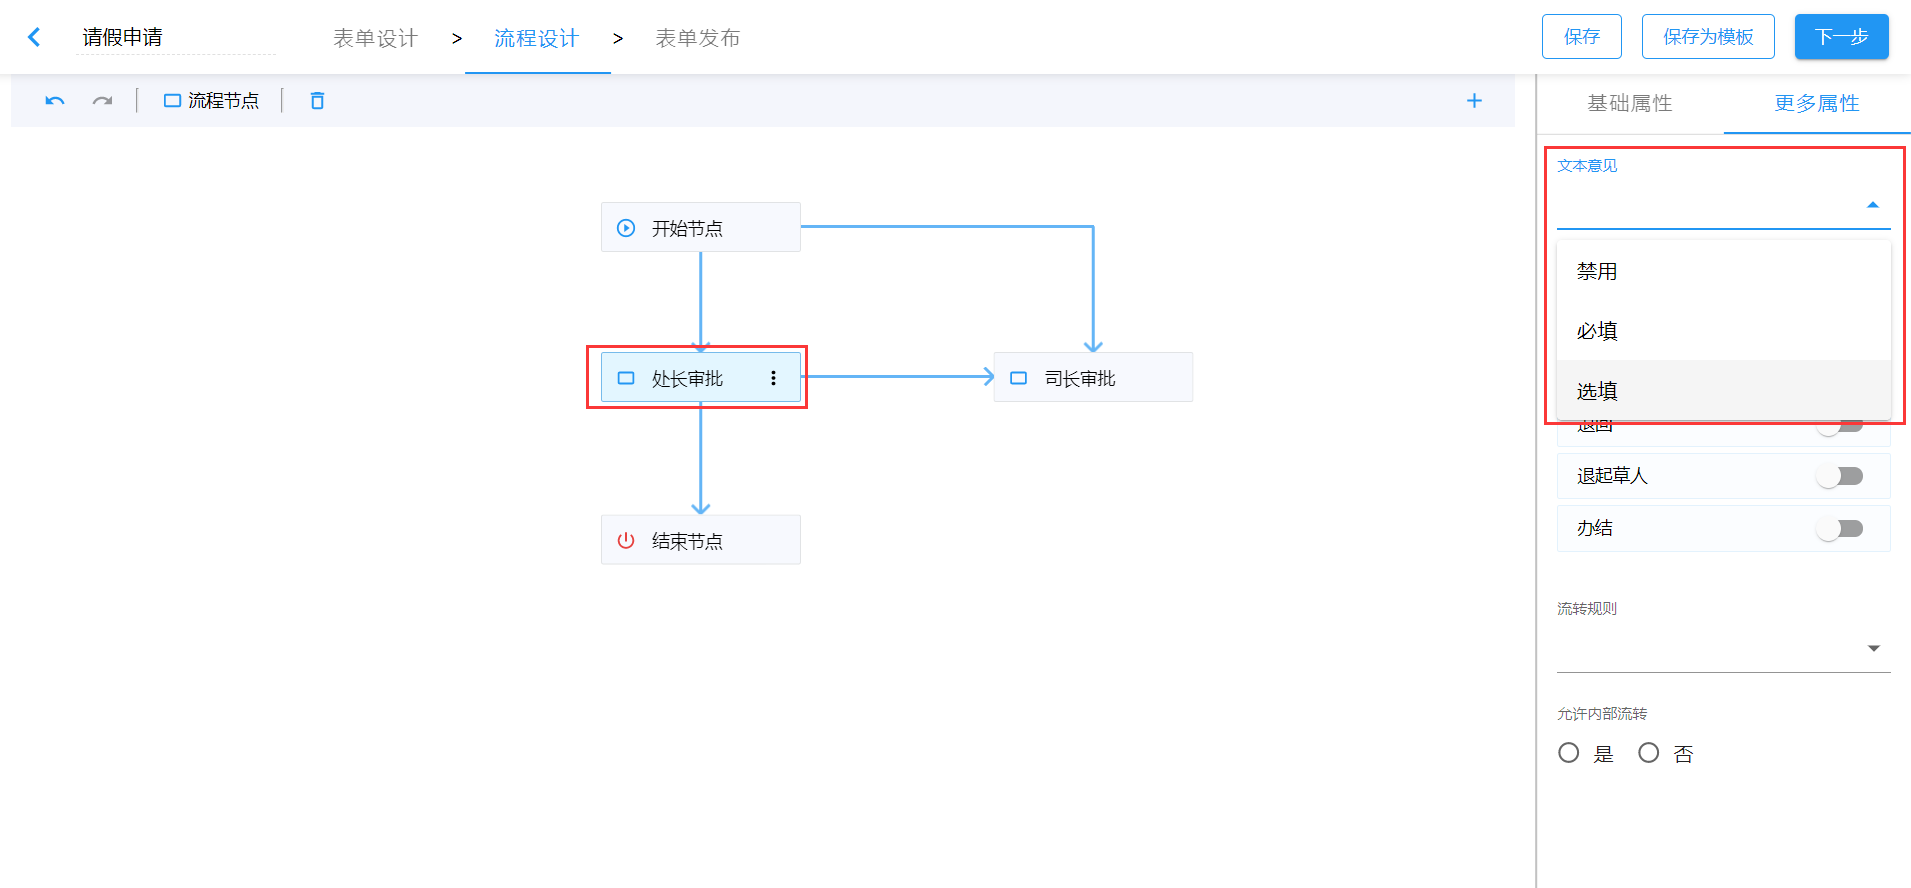 请假申请
表单设计 > 流程设计 > 表单发布
保存
保存为模板
下一步
流程节点
基础属性
更多属性
文本意见
禁用
必填
选填
退回
退起草人
办结
流转规则
允许内部流转
是 否
开始节点
处长审批
司长审批
结束节点